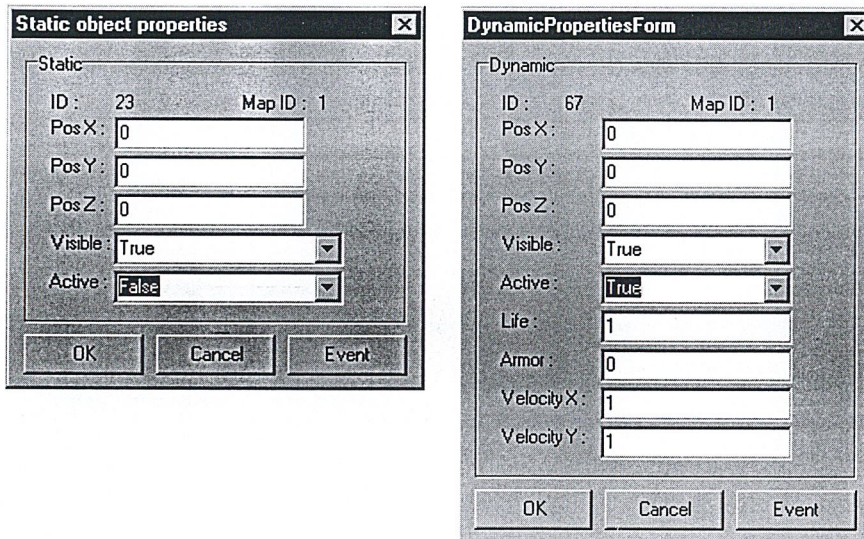 Static object properties
Static
ID : 23 Map ID : 1
Pos X : 0
Pos Y : 0
Pos Z : 0
Visible : True
Active : False
OK Cancel Event
DynamicPropertiesForm
Dynamic
ID : 67 Map ID : 1
Pos X : 0
Pos Y : 0
Pos Z : 0
Visible : True
Active : True
Life : 1
Armor : 0
Velocity X : 1
Velocity Y : 1
OK Cancel Event